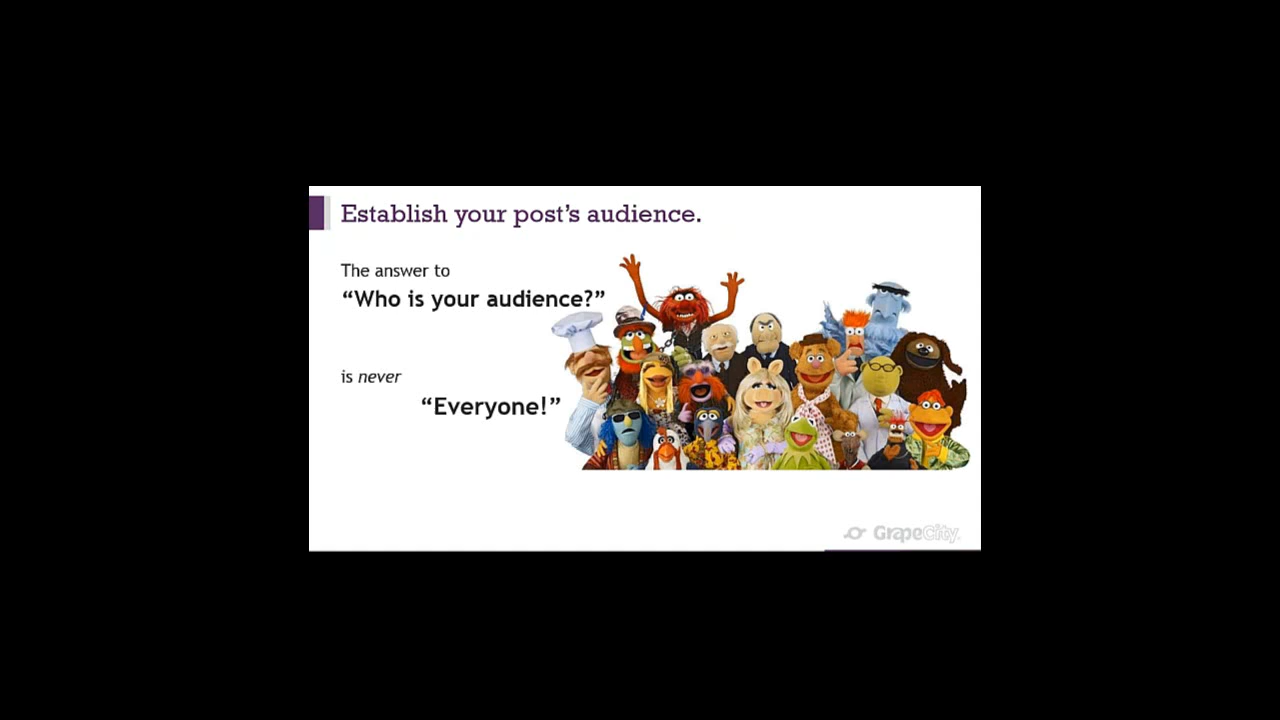 Establish your post's audience.
The answer to
“Who is your audience?”
is never
“Everyone!”
GrapeCity